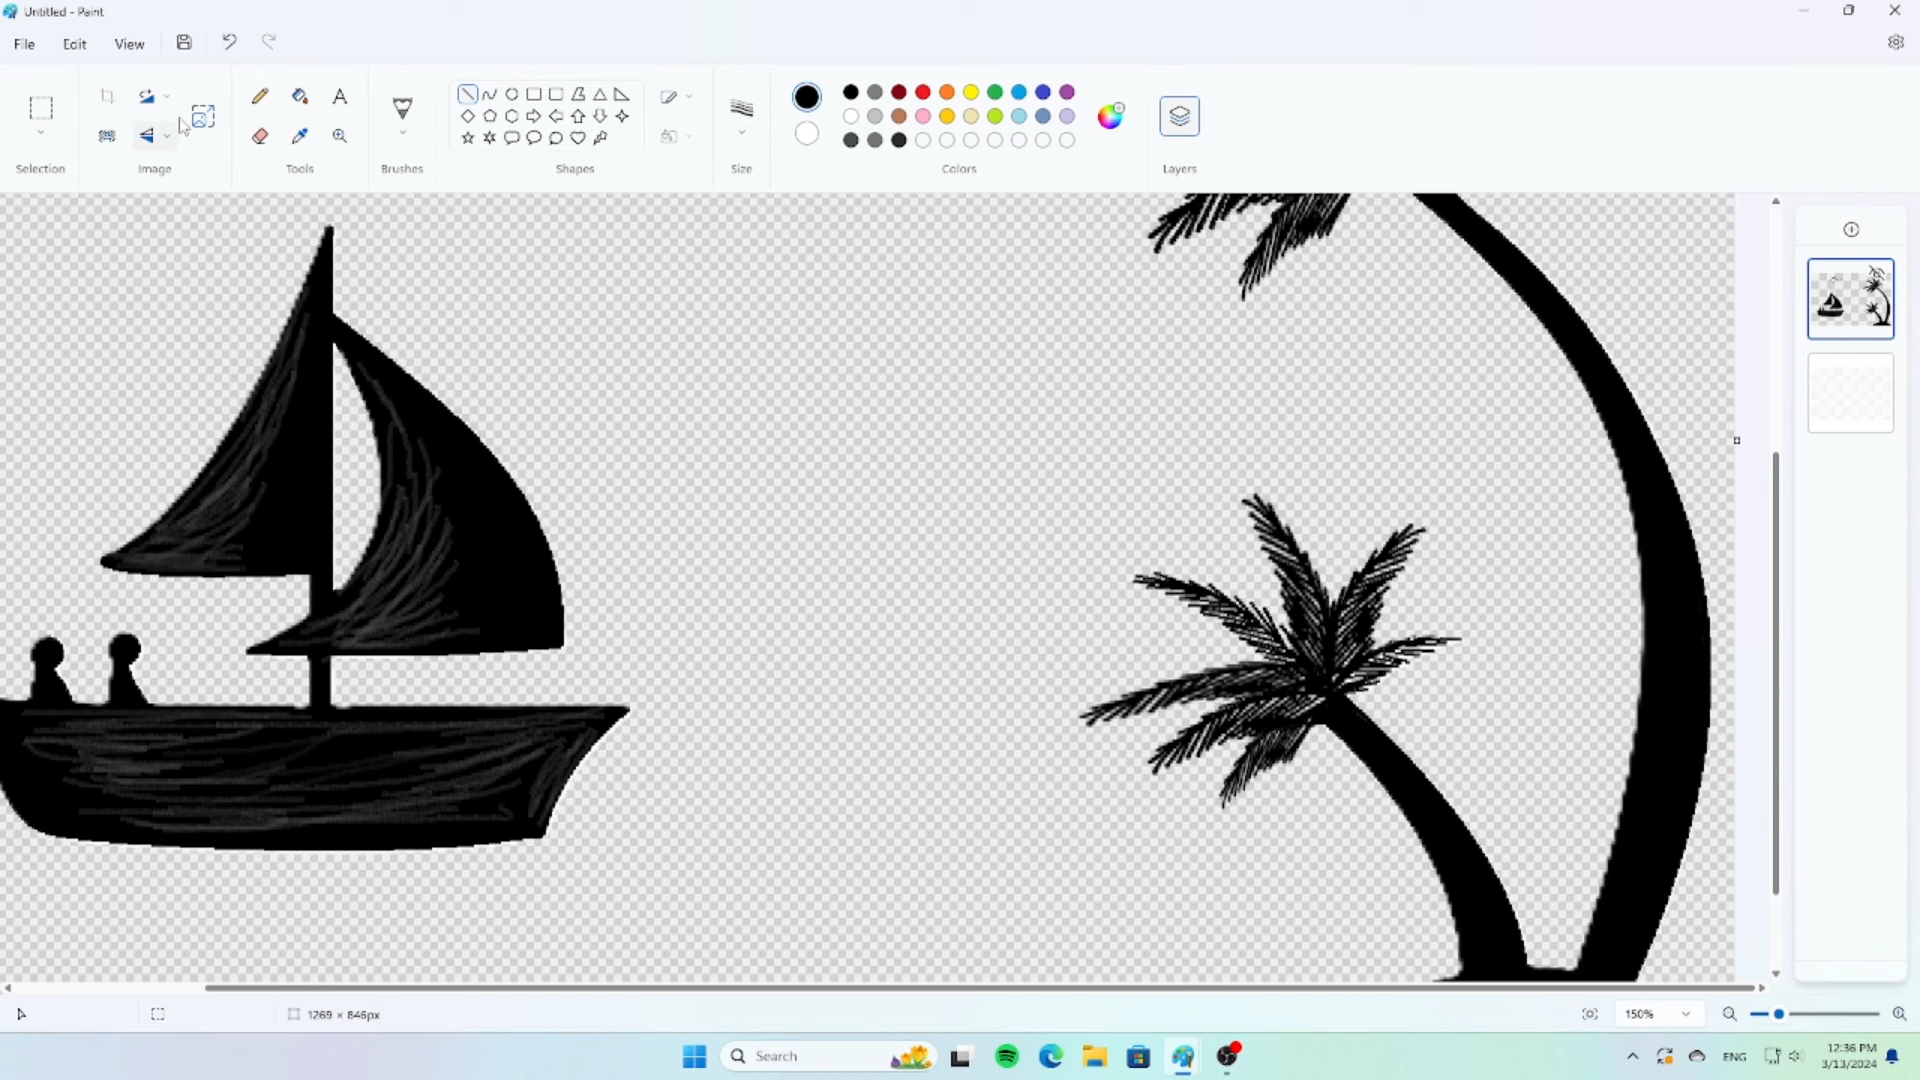 Untitled - Paint
File Edit View
Selection Image Tools Brushes Shapes Size Colors Layers
A
1269 × 846px
150%
Search
ENG
12:36 PM
3/13/2024